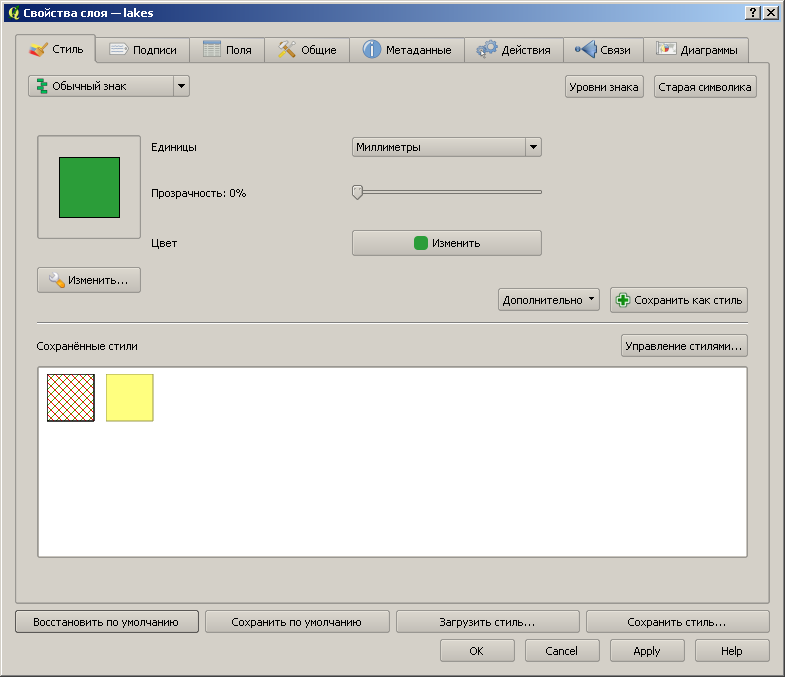 Свойства слоя — lakes
Стиль Подписи Поля Общие Метаданные Действия Связи Диаграммы
Обычный знак Уровни знака Старая символика
Единицы Миллиметры
Прозрачность: 0%
Цвет Изменить
Изменить...
Дополнительно Сохранить как стиль
Сохранённые стили Управление стилями...
Восстановить по умолчанию Сохранить по умолчанию Загрузить стиль... Сохранить стиль...
OK Cancel Apply Help